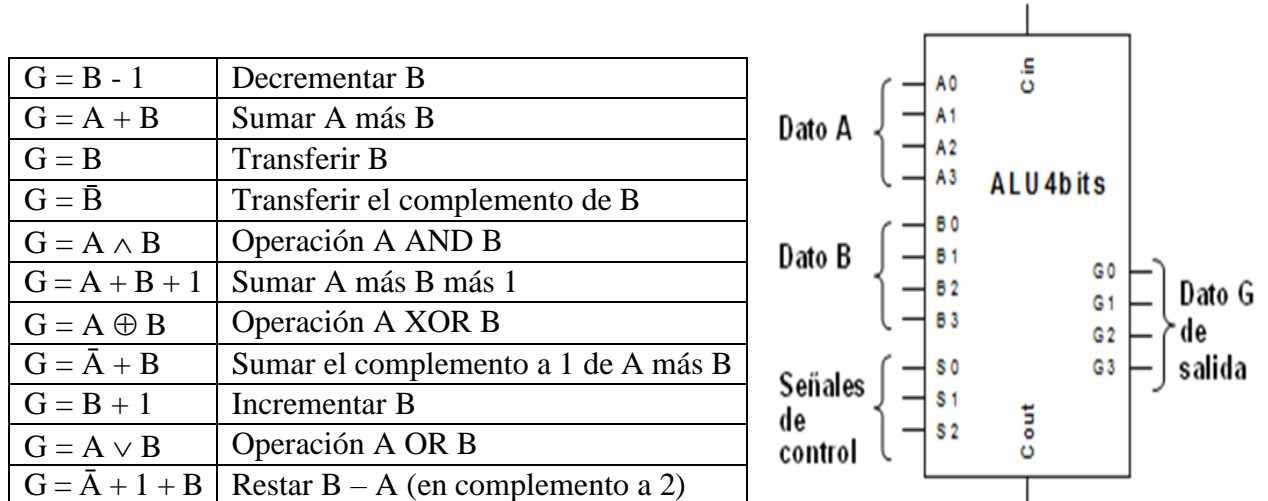 G = B - 1 Decrementar B
G = A + B Sumar A más B
G = B Transferir B
G = B̄ Transferir el complemento de B
G = A ∧ B Operación A AND B
G = A + B + 1 Sumar A más B más 1
G = A ⊕ B Operación A XOR B
G = Ā + B Sumar el complemento a 1 de A más B
G = B + 1 Incrementar B
G = A ∨ B Operación A OR B
G = Ā + 1 + B Restar B – A (en complemento a 2)
Cin
Dato A
A0
A1
A2
A3
ALU4bits
Dato B
B0
B1
B2
B3
G0
G1
G2
G3
Dato G
de
salida
Señales
de
control
S0
S1
S2
Cout